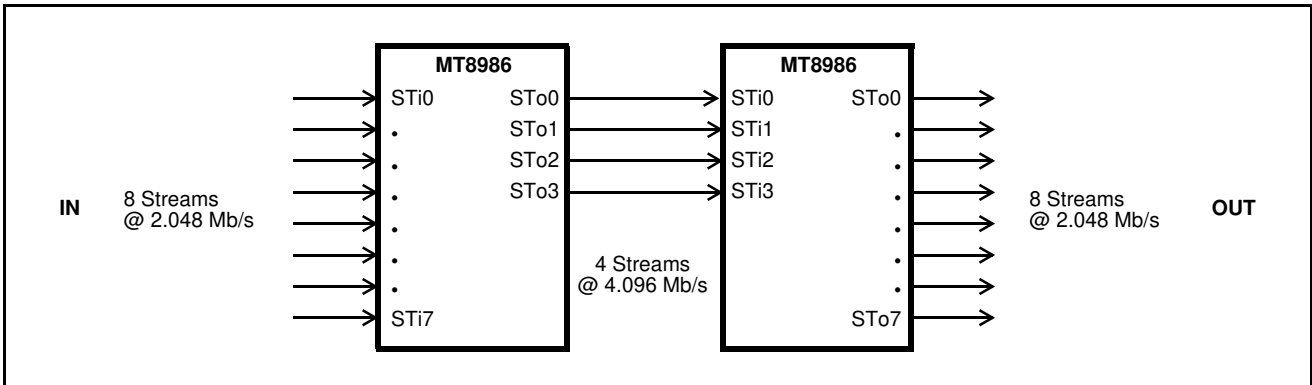 MT8986
MT8986
STi0 STo0
STi0 STo0
. STo1
STi1 .
. STo2
STi2 .
. STo3
STi3 .
IN
8 Streams
@ 2.048 Mb/s
8 Streams
@ 2.048 Mb/s
OUT
.
.
.
.
4 Streams
@ 4.096 Mb/s
.
.
STi7
STo7